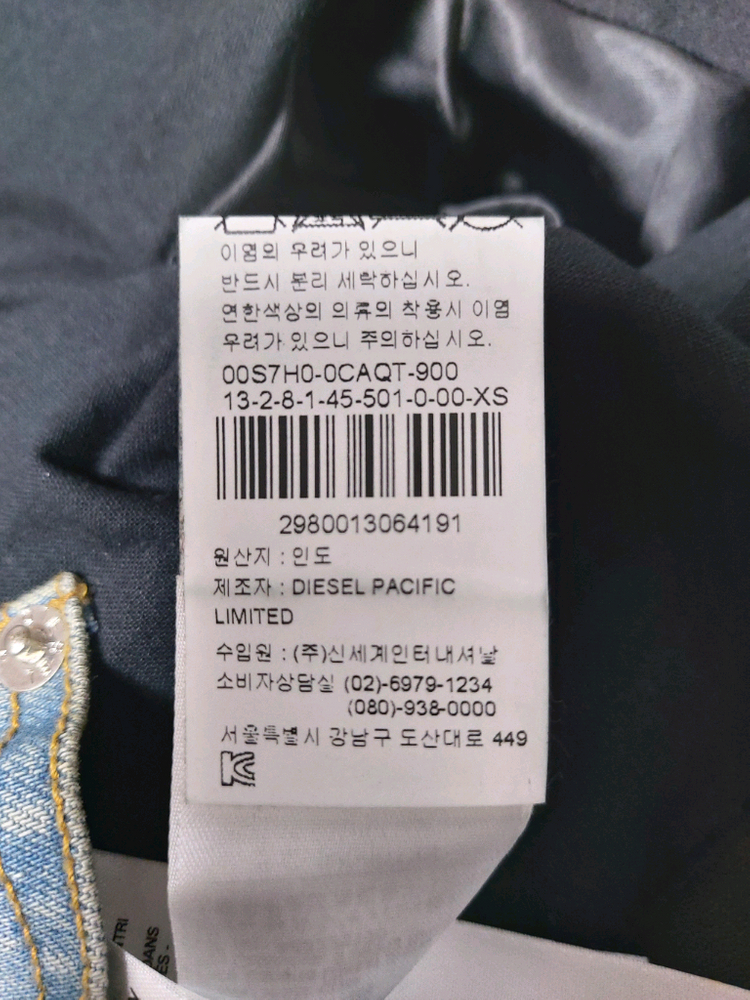 이염의 우려가 있으니
반드시 분리 세탁하십시오.
연한색상의 의류의 착용시 이염
우려가 있으니 주의하십시오.
00S7H0-0CAQT-900
13-2-8-1-45-501-0-00-XS
2980013064191
원산지 : 인도
제조자 : DIESEL PACIFIC
LIMITED
수입원 : (주)신세계인터내셔날
소비자상담실 (02)-6979-1234
(080)-938-0000
서울특별시 강남구 도산대로 449